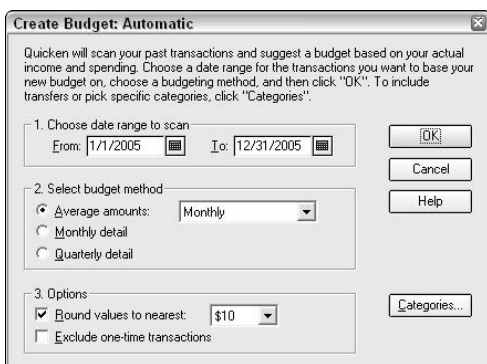 Create Budget: Automatic
Quicken will scan your past transactions and suggest a budget based on your actual
income and spending. Choose a date range for the transactions you want to base your
new budget on, choose a budgeting method, and then click "OK". To include
transfers or pick specific categories, click "Categories".
1. Choose date range to scan
From: 1/1/2005 To: 12/31/2005
OK
Cancel
Help
2. Select budget method
Average amounts: Monthly
Monthly detail
Quarterly detail
3. Options
Round values to nearest: $10
Exclude one-time transactions
Categories...